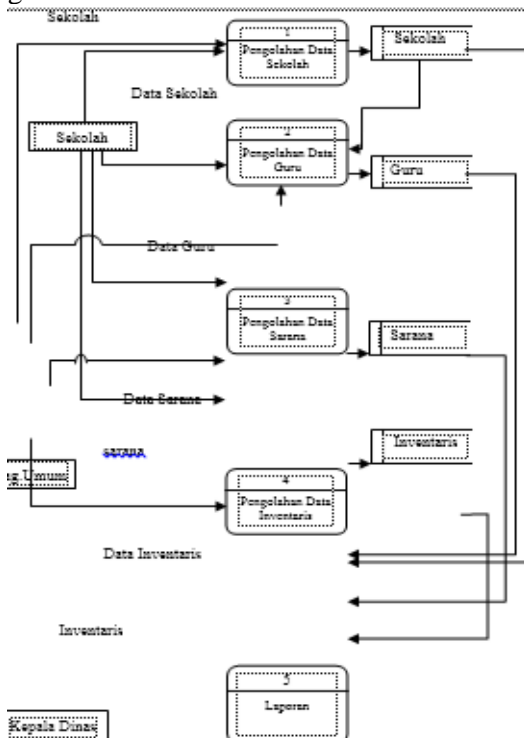 Sekolah
1
Pengolahan Data
Sekolah
Sekolah
Data Sekolah
Sekolah
2
Pengolahan Data
Guru
Guru
Data Guru
3
Pengolahan Data
Sarana
Sarana
Data Sarana
sarana
Inventaris
Umum
4
Pengolahan Data
Inventaris
Data Inventaris
Inventaris
5
Laporan
Kepala Dinas